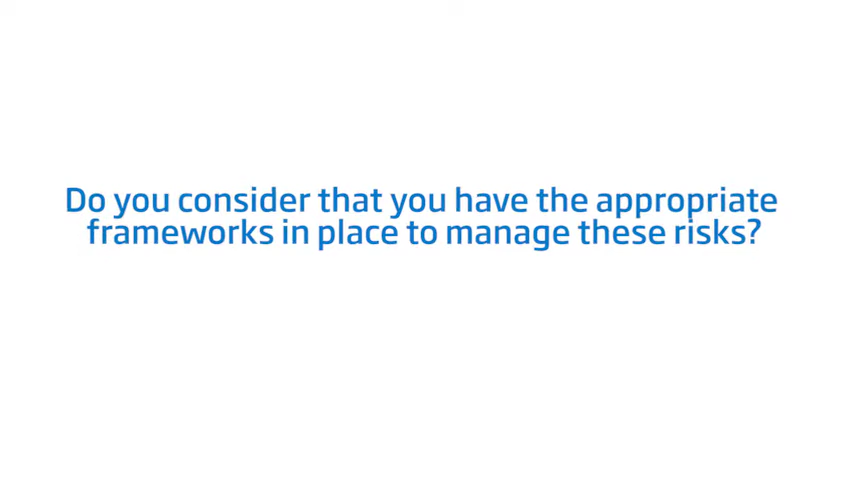 Do you consider that you have the appropriate
frameworks in place to manage these risks?